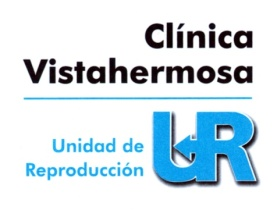 Clínica
Vistahermosa
Unidad de
Reproducción
UR